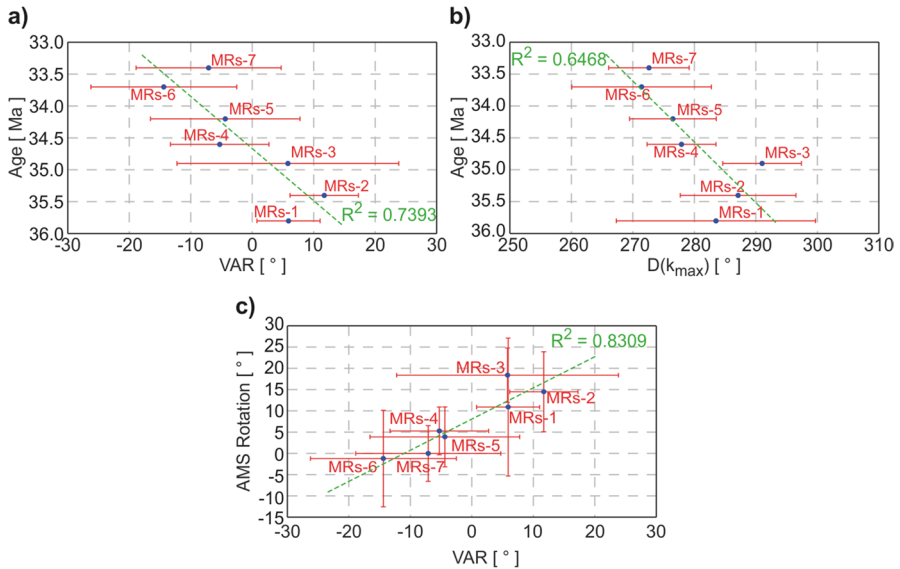 a)
33.0
33.5
34.0
34.5
35.0
35.5
36.0
Age [ Ma ]
MRs-7
MRs-6
MRs-5
MRs-4
MRs-3
MRs-2
MRs-1
R² = 0.7393
-30
-20
-10
0
10
20
30
VAR [ ° ]
b)
33.0
33.5
34.0
34.5
35.0
35.5
36.0
Age [ Ma ]
R² = 0.6468
MRs-7
MRs-6
MRs-5
MRs-4
MRs-3
MRs-2
MRs-1
250
260
270
280
290
300
310
D(kmax) [ ° ]
c)
30
25
20
15
10
5
0
-5
-10
-15
AMS Rotation [ ° ]
R² = 0.8309
MRs-3
MRs-2
MRs-1
MRs-4
MRs-5
MRs-6
MRs-7
-30
-20
-10
0
10
20
30
VAR [ ° ]